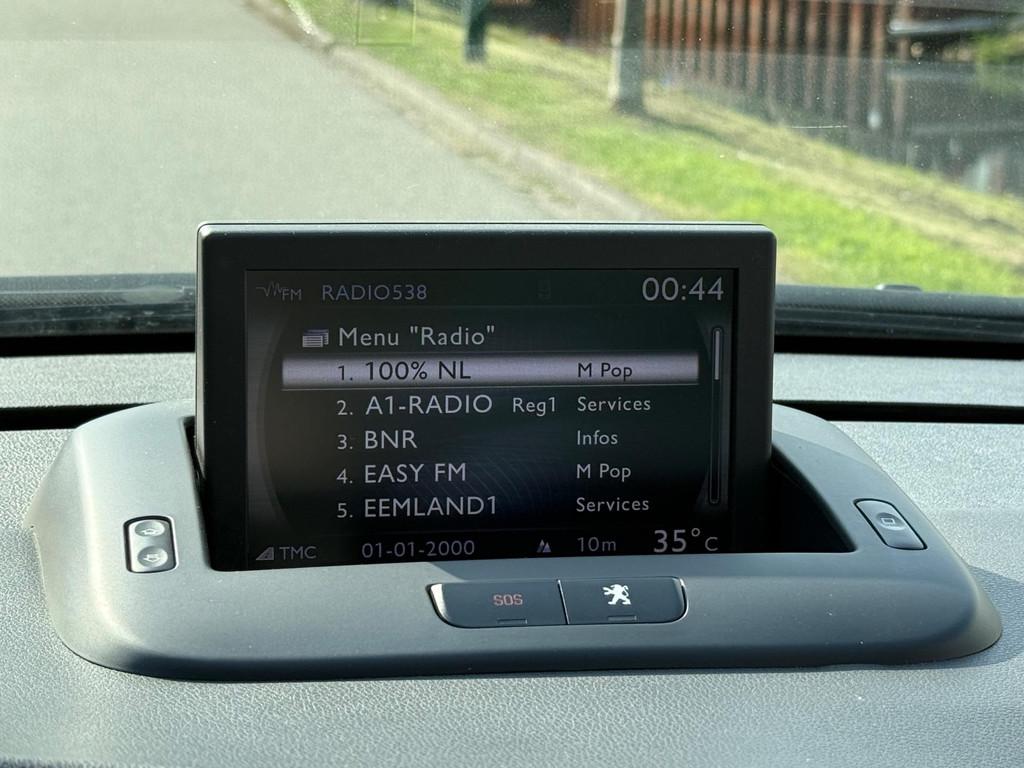 FM RADIO538 00:44
Menu "Radio"
1. 100% NL M Pop
2. A1-RADIO Reg1 Services
3. BNR Infos
4. EASY FM M Pop
5. EEMLAND1 Services
TMC 01-01-2000 10m 35°C
SOS